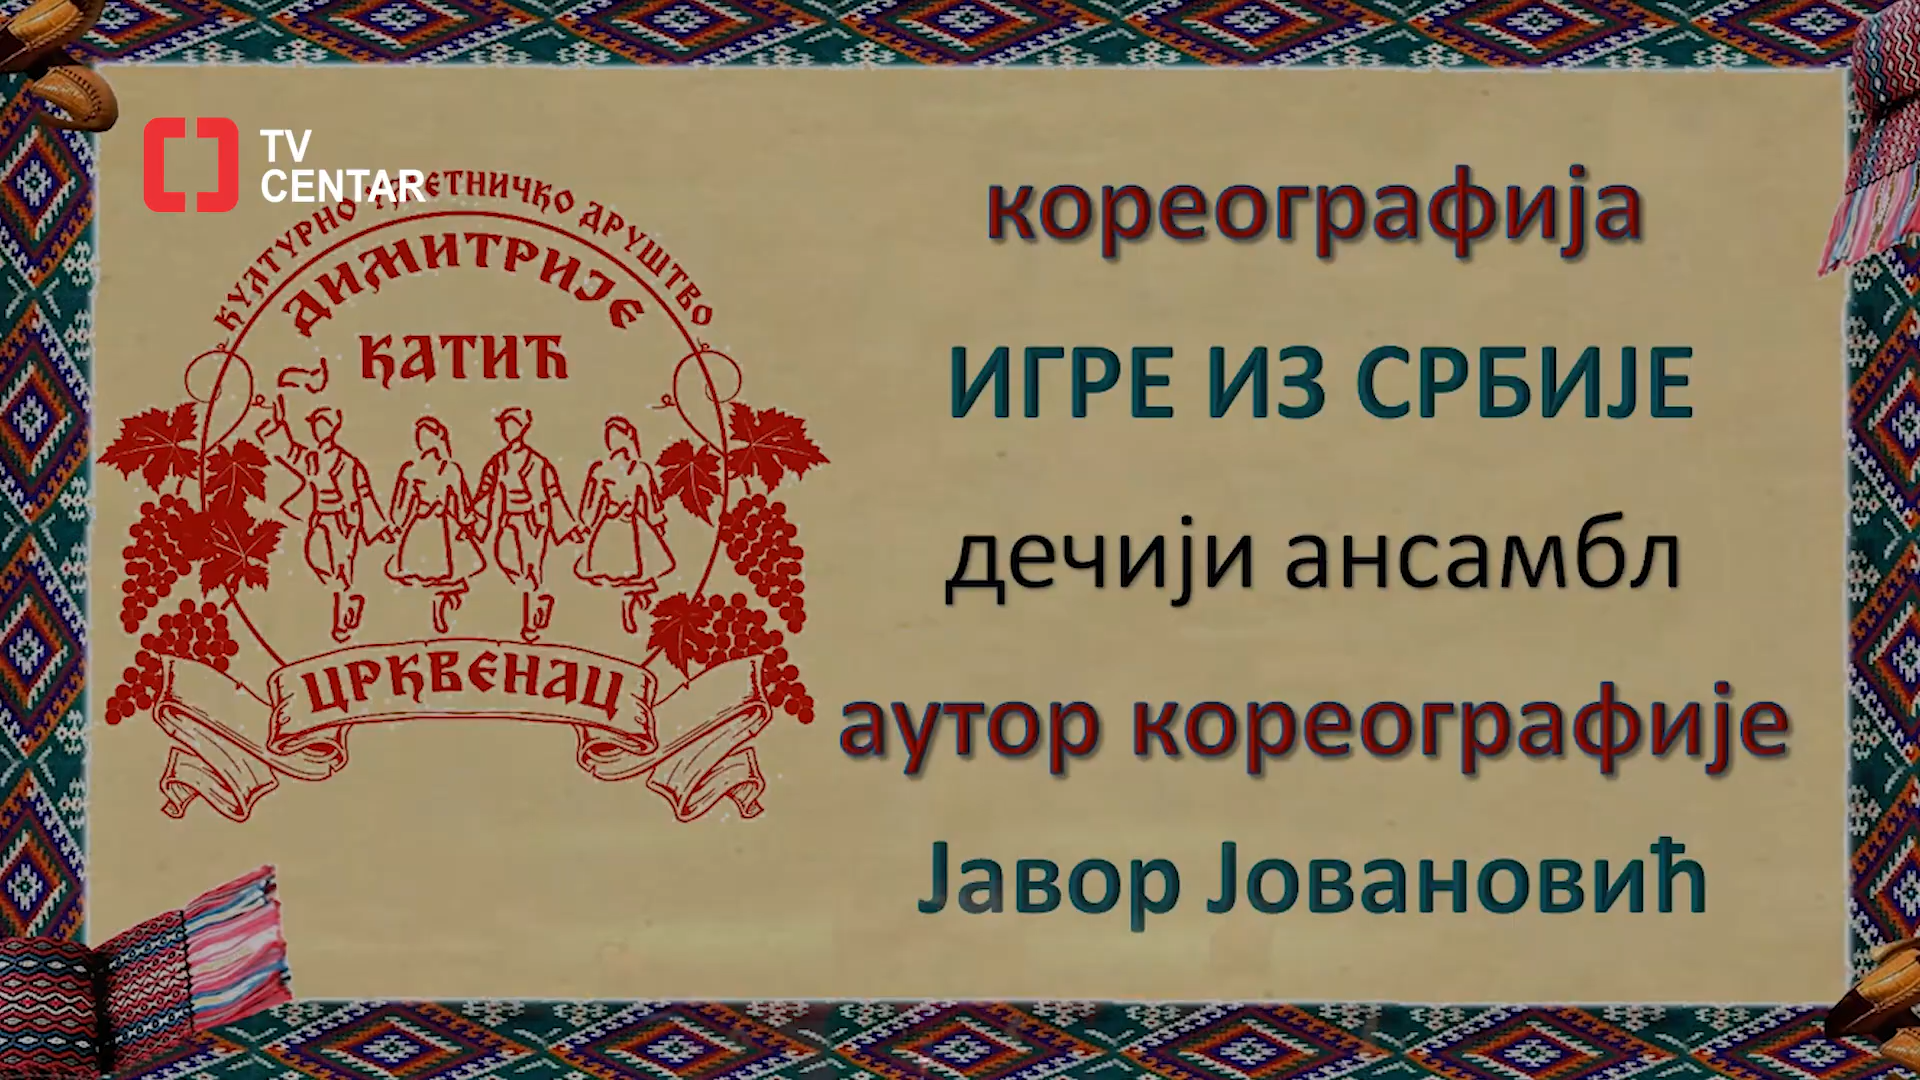 TV
CENTAR
КУЛТУРНО УМЕТНИЧКО ДРУШТВО
ДИМИТРИЈЕ
КАТИЋ
ЦРКВЕНАЦ
кореографија
ИГРЕ ИЗ СРБИЈЕ
дечији ансамбл
аутор кореографије
Јавор Јовановић